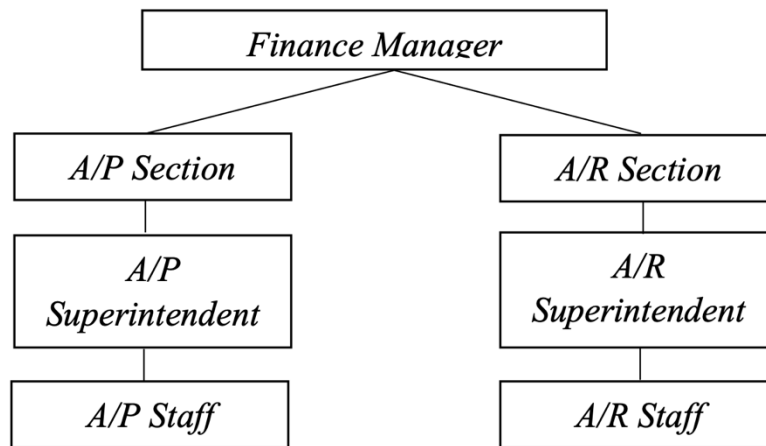 Finance Manager
A/P Section
A/R Section
A/P
Superintendent
A/R
Superintendent
A/P Staff
A/R Staff